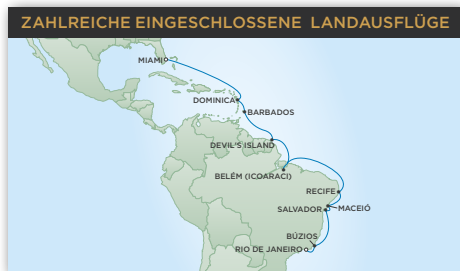 ZAHLREICHE EINGESCHLOSSENE LANDAUSFLÜGE
MIAMI
DOMINICA
BARBADOS
DEVIL'S ISLAND
BELÉM (ICOARACI)
RECIFE
SALVADOR
MACEIÓ
BÚZIOS
RIO DE JANEIRO